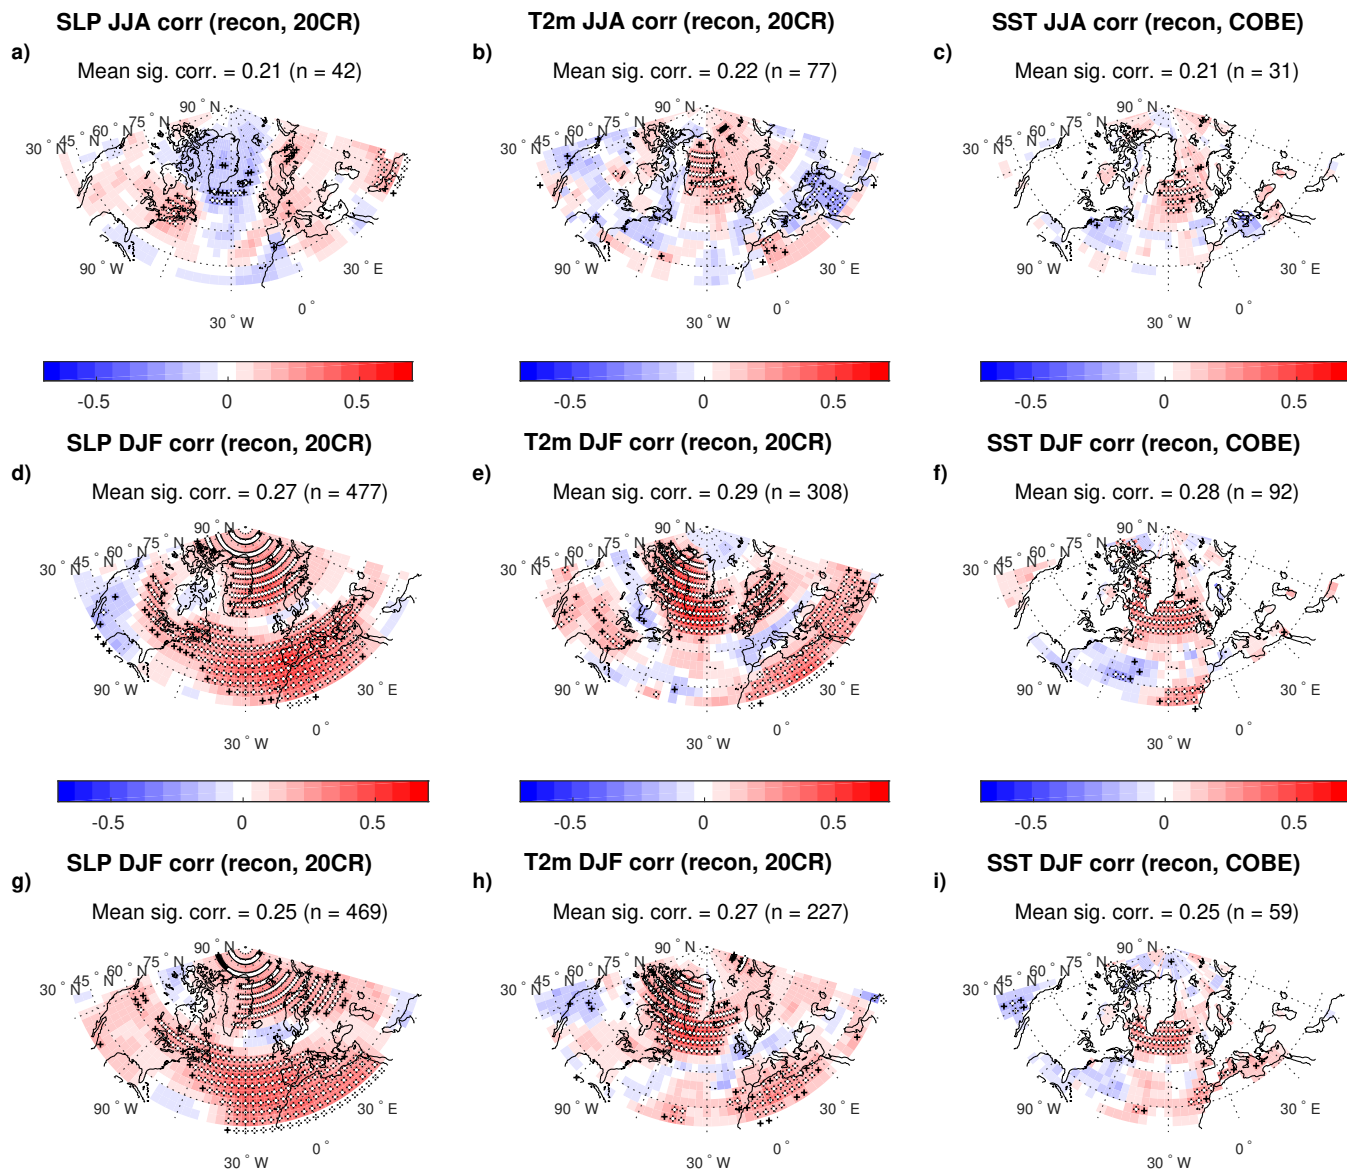 SLP JJA corr (recon, 20CR)
a)
Mean sig. corr. = 0.21 (n = 42)
90° N
75° N
60° N
45° N
30° N
90° W
30° W
0°
30° E
-0.5 0 0.5
T2m JJA corr (recon, 20CR)
b)
Mean sig. corr. = 0.22 (n = 77)
90° N
75° N
60° N
45° N
30° N
90° W
30° W
0°
30° E
-0.5 0 0.5
SST JJA corr (recon, COBE)
c)
Mean sig. corr. = 0.21 (n = 31)
90° N
75° N
60° N
45° N
30° N
90° W
30° W
0°
30° E
-0.5 0 0.5
SLP DJF corr (recon, 20CR)
d)
Mean sig. corr. = 0.27 (n = 477)
90° N
75° N
60° N
45° N
30° N
90° W
30° W
0°
30° E
-0.5 0 0.5
T2m DJF corr (recon, 20CR)
e)
Mean sig. corr. = 0.29 (n = 308)
90° N
75° N
60° N
45° N
30° N
90° W
30° W
0°
30° E
-0.5 0 0.5
SST DJF corr (recon, COBE)
f)
Mean sig. corr. = 0.28 (n = 92)
90° N
75° N
60° N
45° N
30° N
90° W
30° W
0°
30° E
-0.5 0 0.5
SLP DJF corr (recon, 20CR)
g)
Mean sig. corr. = 0.25 (n = 469)
90° N
75° N
60° N
45° N
30° N
90° W
30° W
0°
30° E
T2m DJF corr (recon, 20CR)
h)
Mean sig. corr. = 0.27 (n = 227)
90° N
75° N
60° N
45° N
30° N
90° W
30° W
0°
30° E
SST DJF corr (recon, COBE)
i)
Mean sig. corr. = 0.25 (n = 59)
90° N
75° N
60° N
45° N
30° N
90° W
30° W
0°
30° E